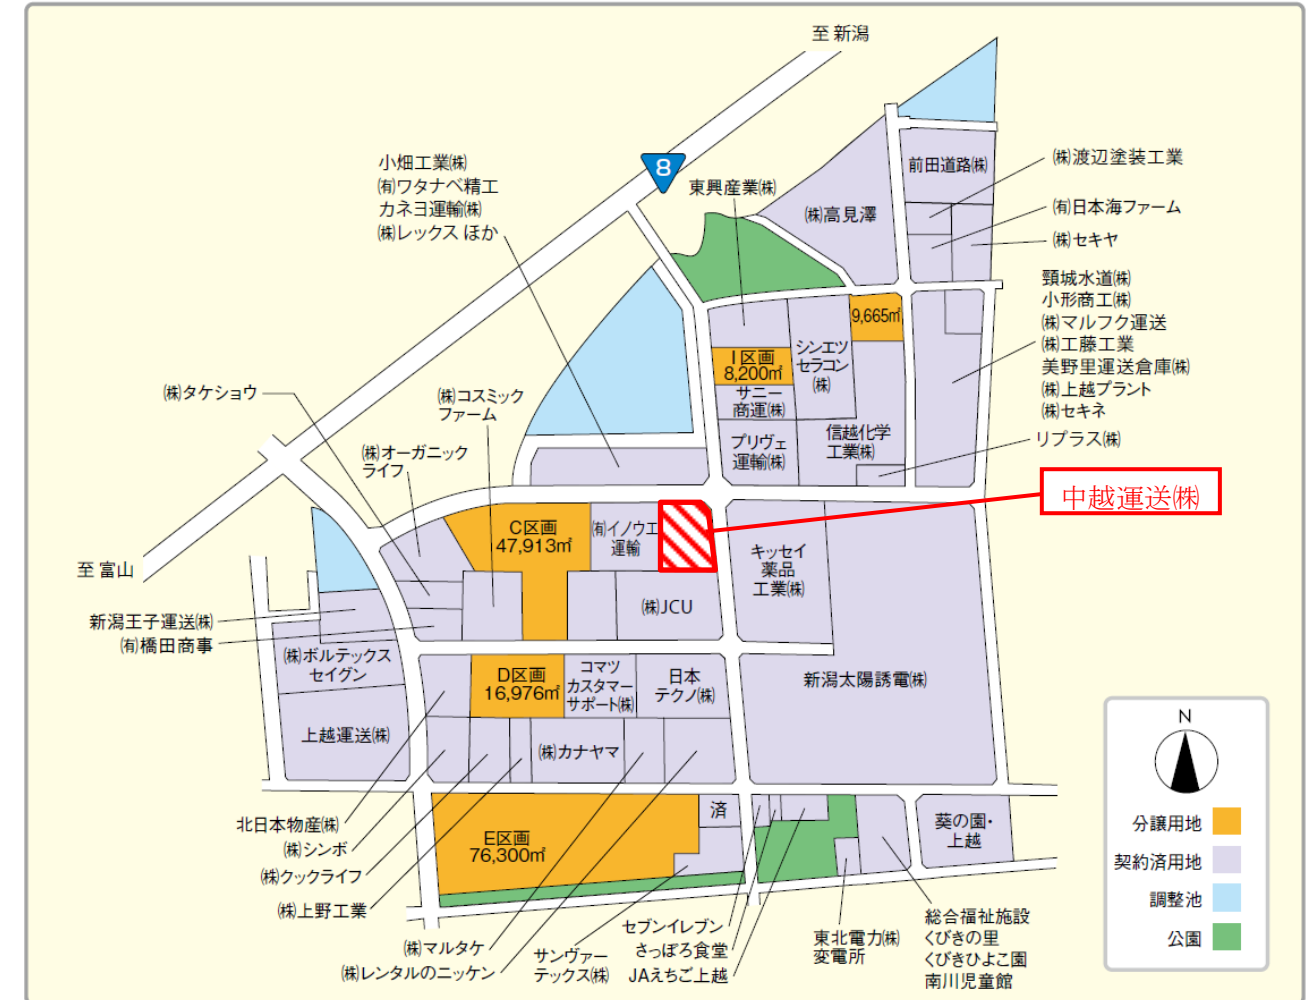 至 新潟
8
小畑工業㈱
㈲ワタナベ精工
カネヨ運輸㈱
㈱レックス ほか
東興産業㈱
㈱高見澤
前田道路㈱
㈱渡辺塗装工業
㈲日本海ファーム
㈱セキヤ
頸城水道㈱
小形商工㈱
㈱マルフク運送
㈱工藤工業
美野里運送倉庫㈱
㈱上越プラント
㈱セキネ
リプラス㈱
9,665㎡
I区画
8,200㎡
シンエツ
セラコン
㈱
サニー
商運㈱
プリヴェ
運輸㈱
信越化学
工業㈱
中越運送㈱
㈱タケショウ
㈱コスミック
ファーム
㈱オーガニック
ライフ
C区画
47,913㎡
㈲イノウエ
運輸
キッセイ
薬品
工業㈱
㈱JCU
至 富山
新潟王子運送㈱
㈲橋田商事
㈱ボルテックス
セイグン
上越運送㈱
D区画
16,976㎡
コマツ
カスタマー
サポート㈱
日本
テクノ㈱
新潟太陽誘電㈱
㈱カナヤマ
北日本物産㈱
㈱シンボ
㈱クックライフ
㈱上野工業
E区画
76,300㎡
済
葵の園・
上越
㈱マルタケ
㈱レンタルのニッケン
サンヴァー
テックス㈱
セブンイレブン
さっぽろ食堂
JAえちご上越
東北電力㈱
変電所
総合福祉施設
くびきの里
くびきひよこ園
南川児童館
N
分譲用地
契約済用地
調整池
公園